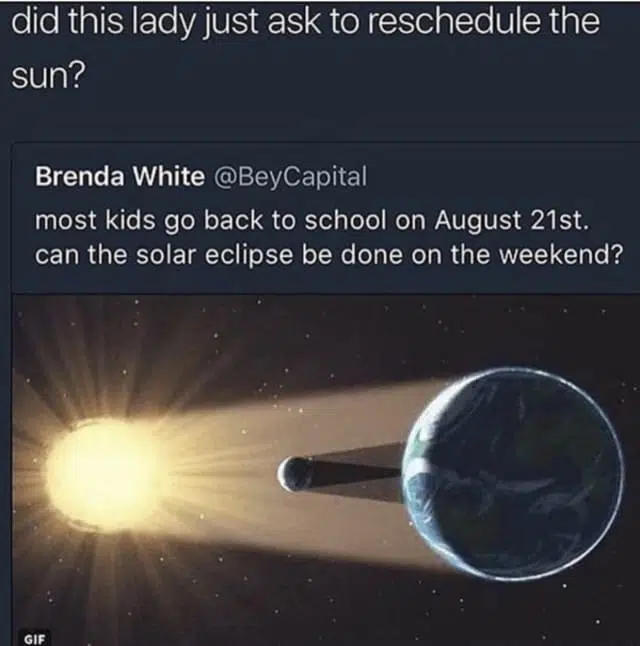 did this lady just ask to reschedule the
sun?
Brenda White @BeyCapital
most kids go back to school on August 21st.
can the solar eclipse be done on the weekend?
GIF